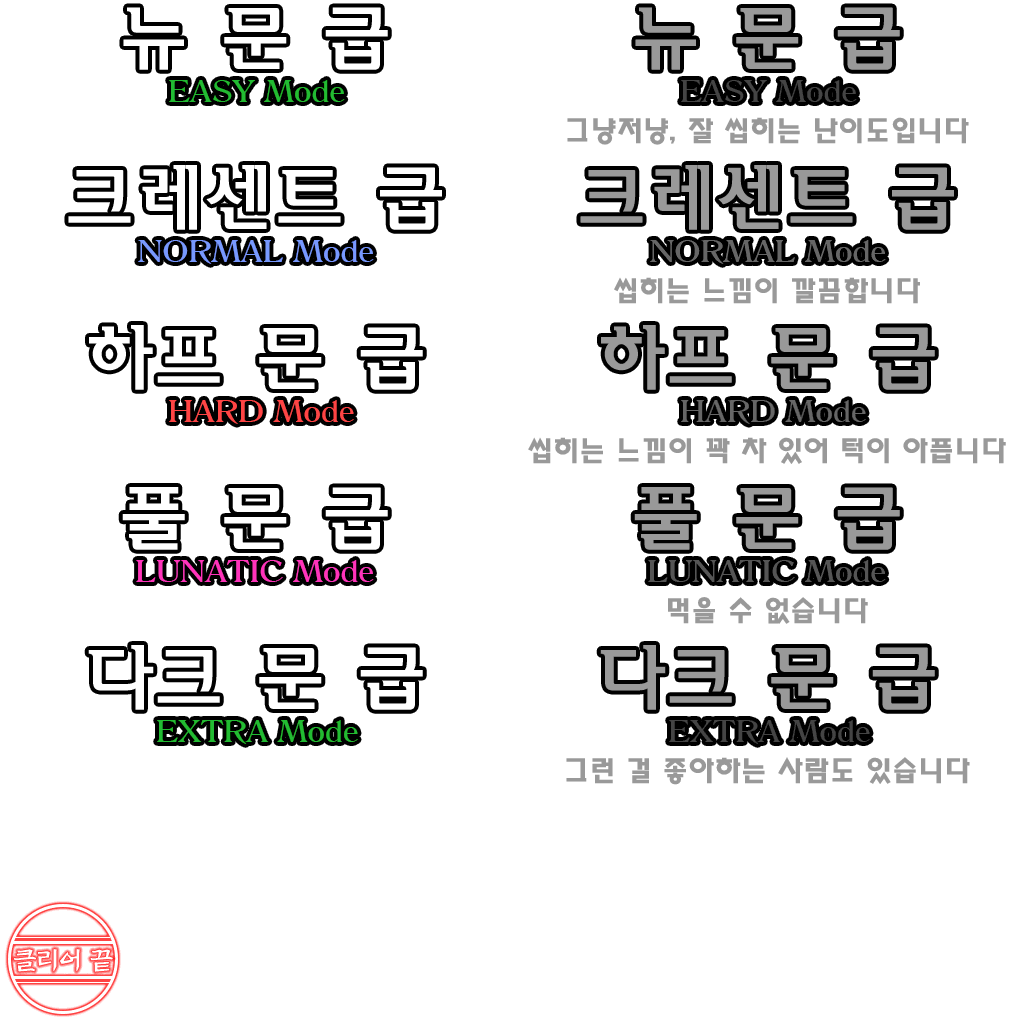 뉴 문 급
EASY Mode
뉴 문 급
EASY Mode
그냥저냥, 잘 씹히는 난이도입니다
크레센트 급
NORMAL Mode
크레센트 급
NORMAL Mode
씹히는 느낌이 깔끔합니다
하프 문 급
HARD Mode
하프 문 급
HARD Mode
씹히는 느낌이 꽉 차 있어 턱이 아픕니다
풀 문 급
LUNATIC Mode
풀 문 급
LUNATIC Mode
먹을 수 없습니다
다크 문 급
EXTRA Mode
다크 문 급
EXTRA Mode
그런 걸 좋아하는 사람도 있습니다
클리어 끝